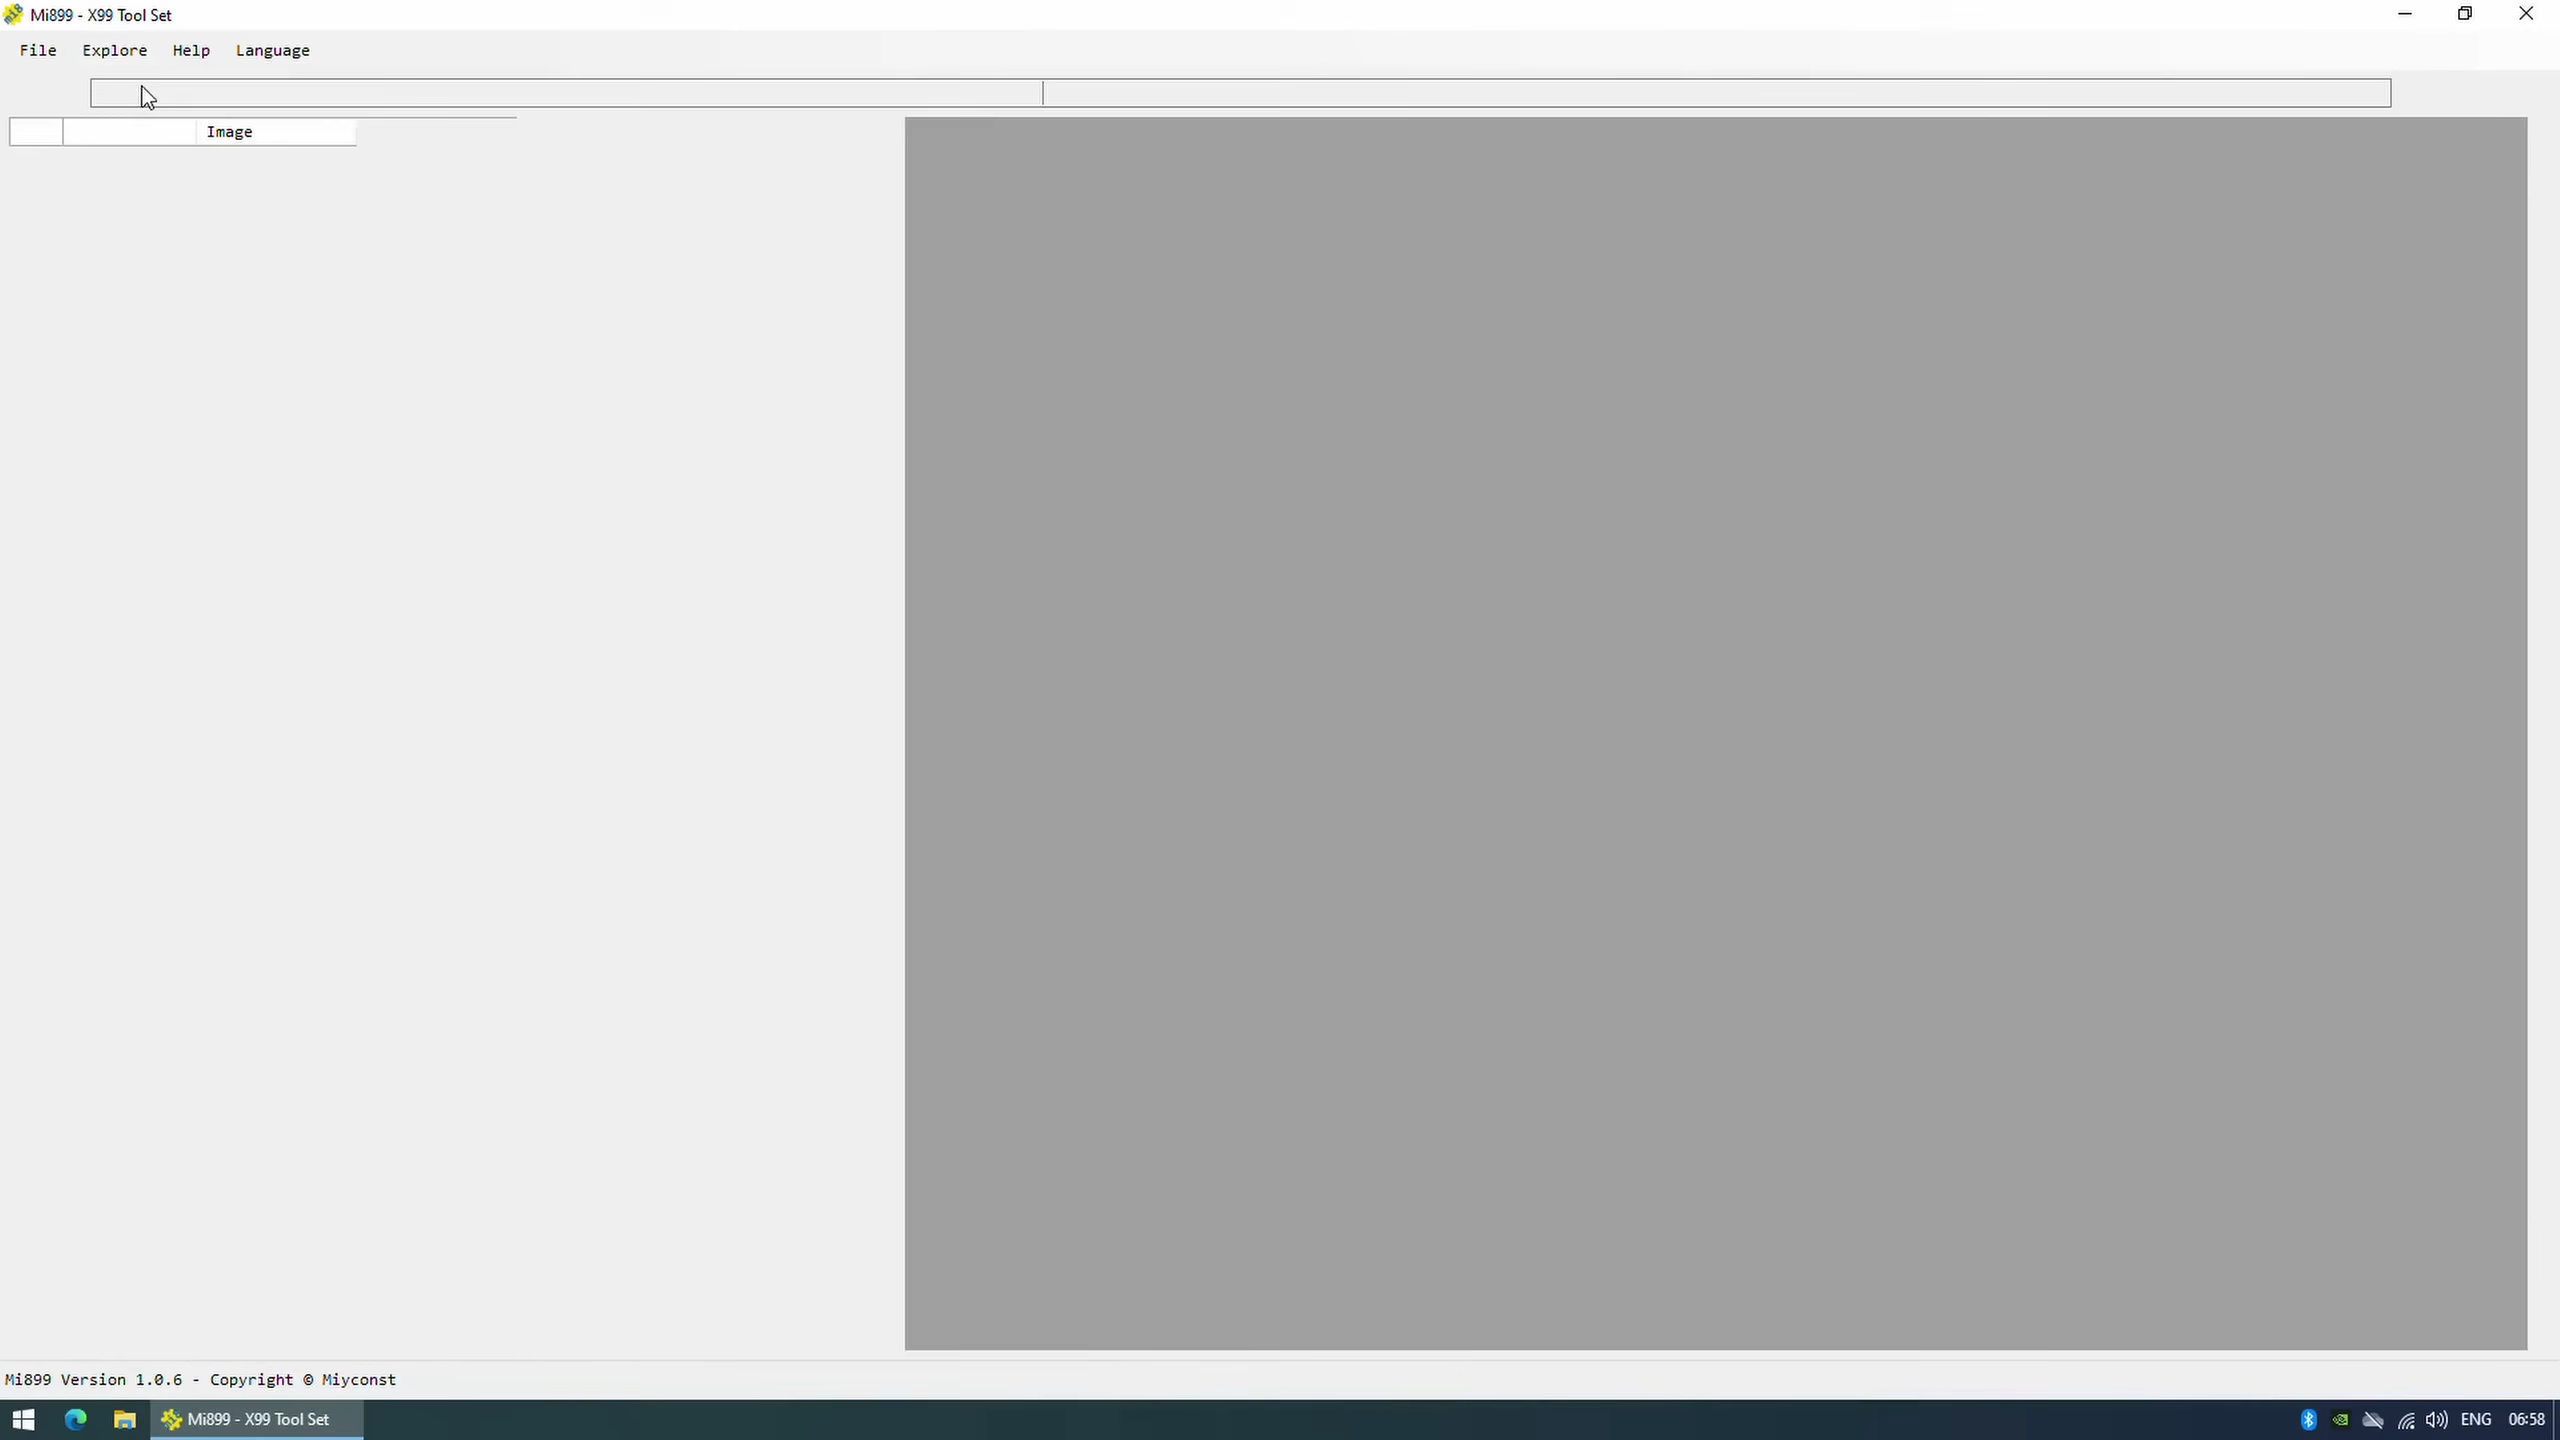 Mi899 - X99 Tool Set
File Explore Help Language
Image
Mi899 Version 1.0.6 - Copyright © Miyconst
Mi899 - X99 Tool Set
ENG 06:58